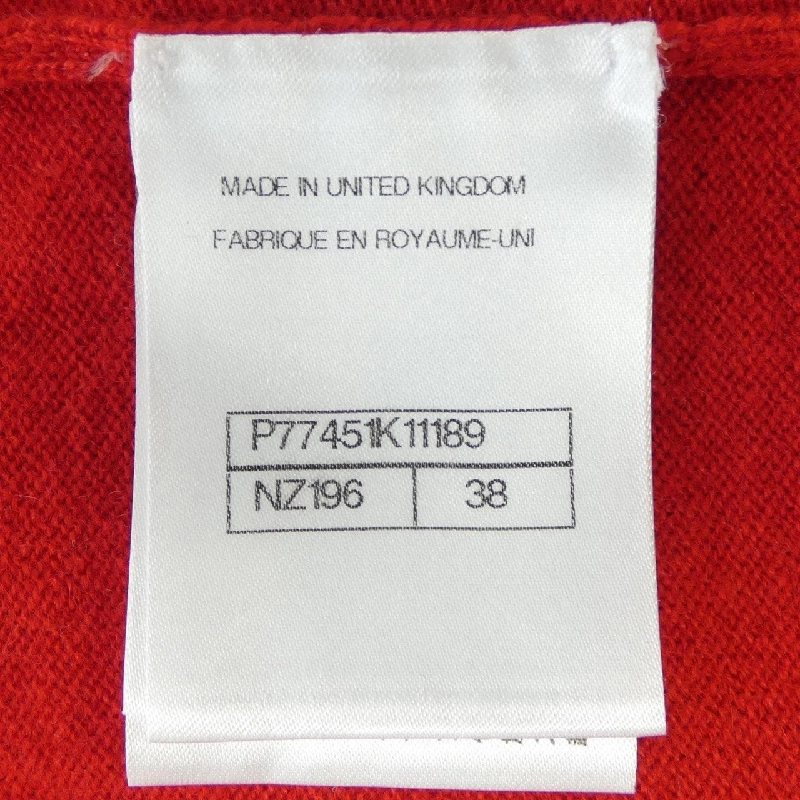 MADE IN UNITED KINGDOM
FABRIQUE EN ROYAUME-UNI
P77451K11189
NZ196 38